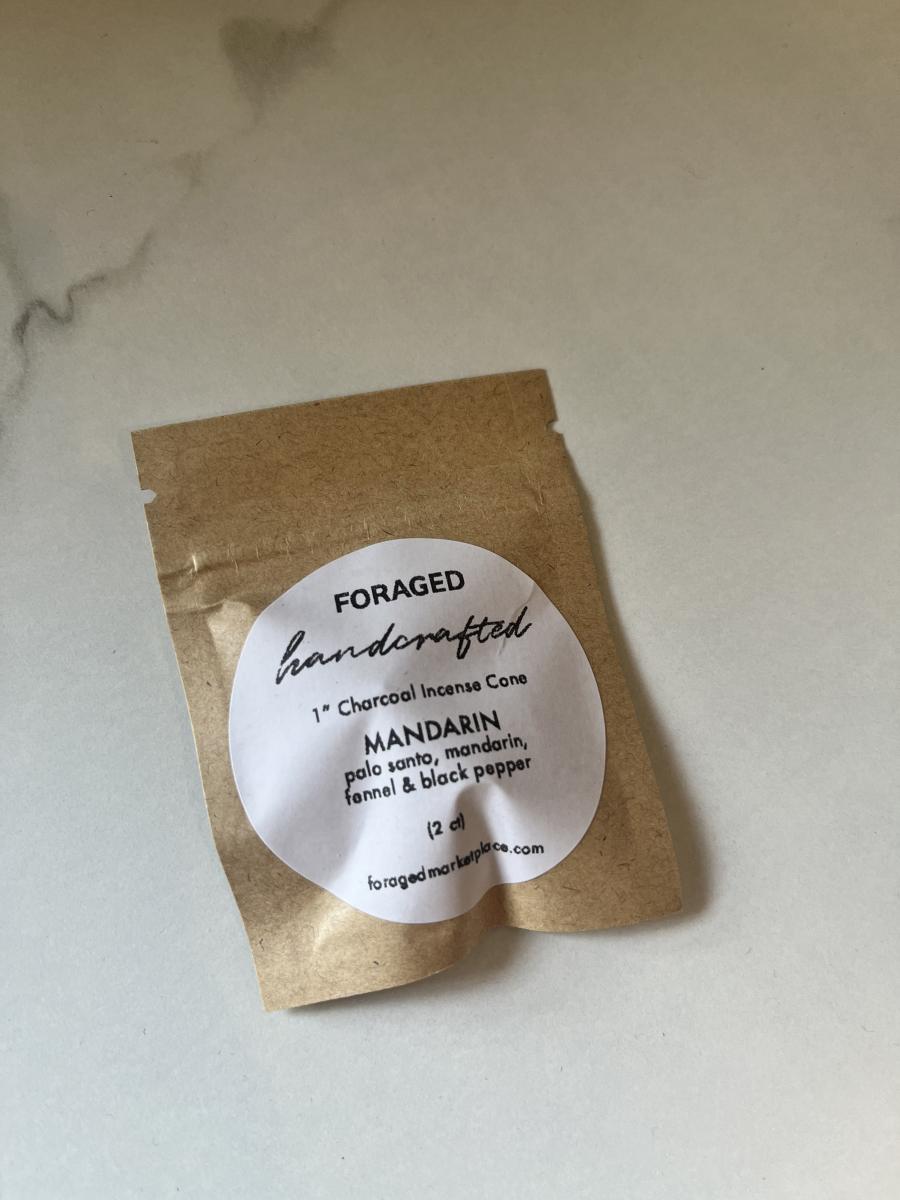 FORAGED
handcrafted
1" Charcoal Incense Cone
MANDARIN
palo santo, mandarin,
fennel & black pepper
(2 ct)
foragedmarketplace.com